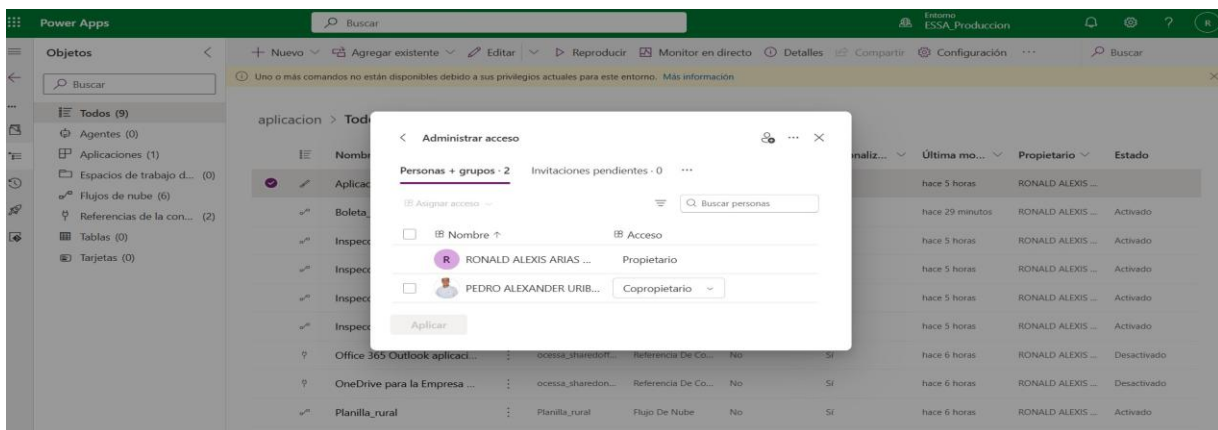 Power Apps
Buscar
Entorno
ESSA_Produccion
?
R
Objetos
Nuevo
Agregar existente
Editar
Reproducir
Monitor en directo
Detalles
Compartir
Configuración
...
Buscar
Buscar
Uno o más comandos no están disponibles debido a sus privilegios actuales para este entorno. Más información
Todos (9)
Agentes (0)
Aplicaciones (1)
Espacios de trabajo d... (0)
Flujos de nube (6)
Referencias de la con... (2)
Tablas (0)
Tarjetas (0)
aplicacion > Tod
Administrar acceso
...
Personas + grupos · 2
Invitaciones pendientes · 0
...
Asignar acceso
Buscar personas
Nombre ↑
Acceso
R
RONALD ALEXIS ARIAS ...
Propietario
PEDRO ALEXANDER URIB...
Copropietario
Aplicar
Nomb
naliz...
Última mo...
Propietario
Estado
Aplicac
hace 5 horas
RONALD ALEXIS ...
Boleta_
hace 29 minutos
RONALD ALEXIS ...
Activado
Inspecc
hace 5 horas
RONALD ALEXIS ...
Activado
Inspecc
hace 5 horas
RONALD ALEXIS ...
Activado
Inspecc
hace 5 horas
RONALD ALEXIS ...
Activado
Inspecc
hace 5 horas
RONALD ALEXIS ...
Activado
Office 365 Outlook aplicaci...
ocessa_sharedoff...
Referencia De Co...
No
Sí
hace 6 horas
RONALD ALEXIS ...
Desactivado
OneDrive para la Empresa ...
ocessa_sharedon...
Referencia De Co...
No
Sí
hace 6 horas
RONALD ALEXIS ...
Desactivado
Planilla_rural
Planilla_rural
Flujo De Nube
No
Sí
hace 6 horas
RONALD ALEXIS ...
Activado